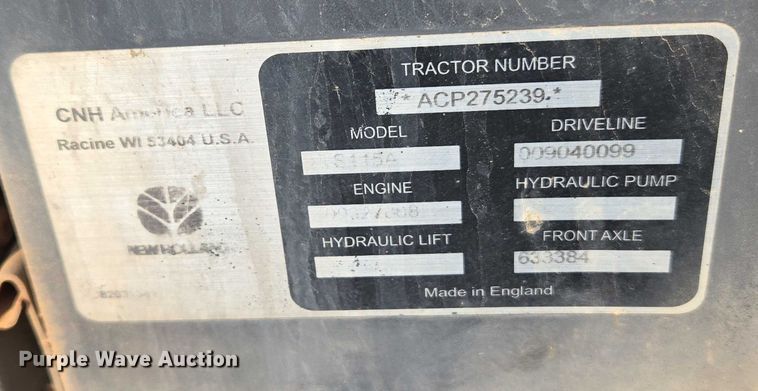 CNH America LLC
Racine WI 53404 U.S.A.
NEW HOLLAND
TRACTOR NUMBER
* ACP275239 *
MODEL
DRIVELINE
009040099
ENGINE
HYDRAULIC PUMP
HYDRAULIC LIFT
FRONT AXLE
633384
Made in England
Purple Wave Auction